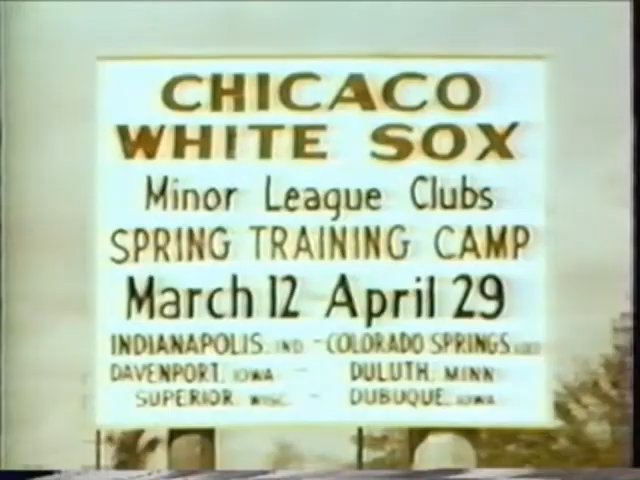 CHICAGO
WHITE SOX
Minor League Clubs
SPRING TRAINING CAMP
March 12 April 29
INDIANAPOLIS. IND - COLORADO SPRINGS.
DAVENPORT. IOWA - DULUTH. MINN
SUPERIOR. WISC. - DUBUQUE. IOWA